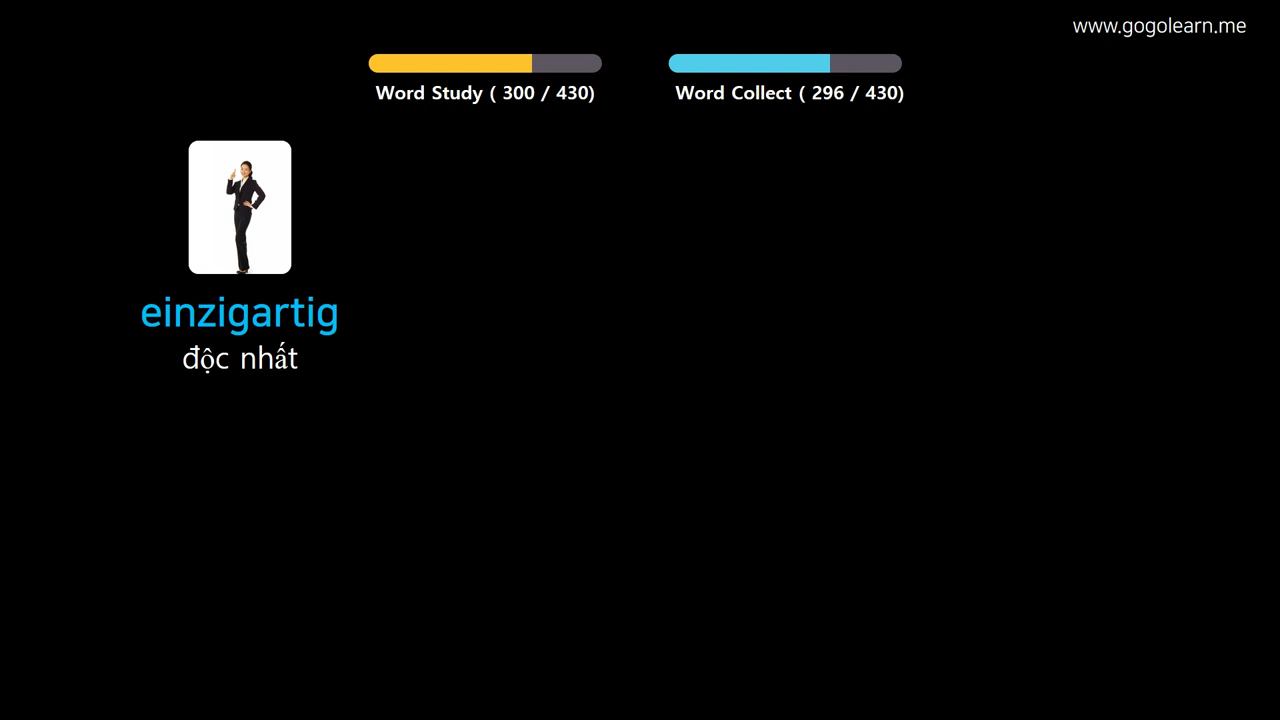 www.gogolearn.me
Word Study ( 300 / 430)
Word Collect ( 296 / 430)
einzigartig
độc nhất